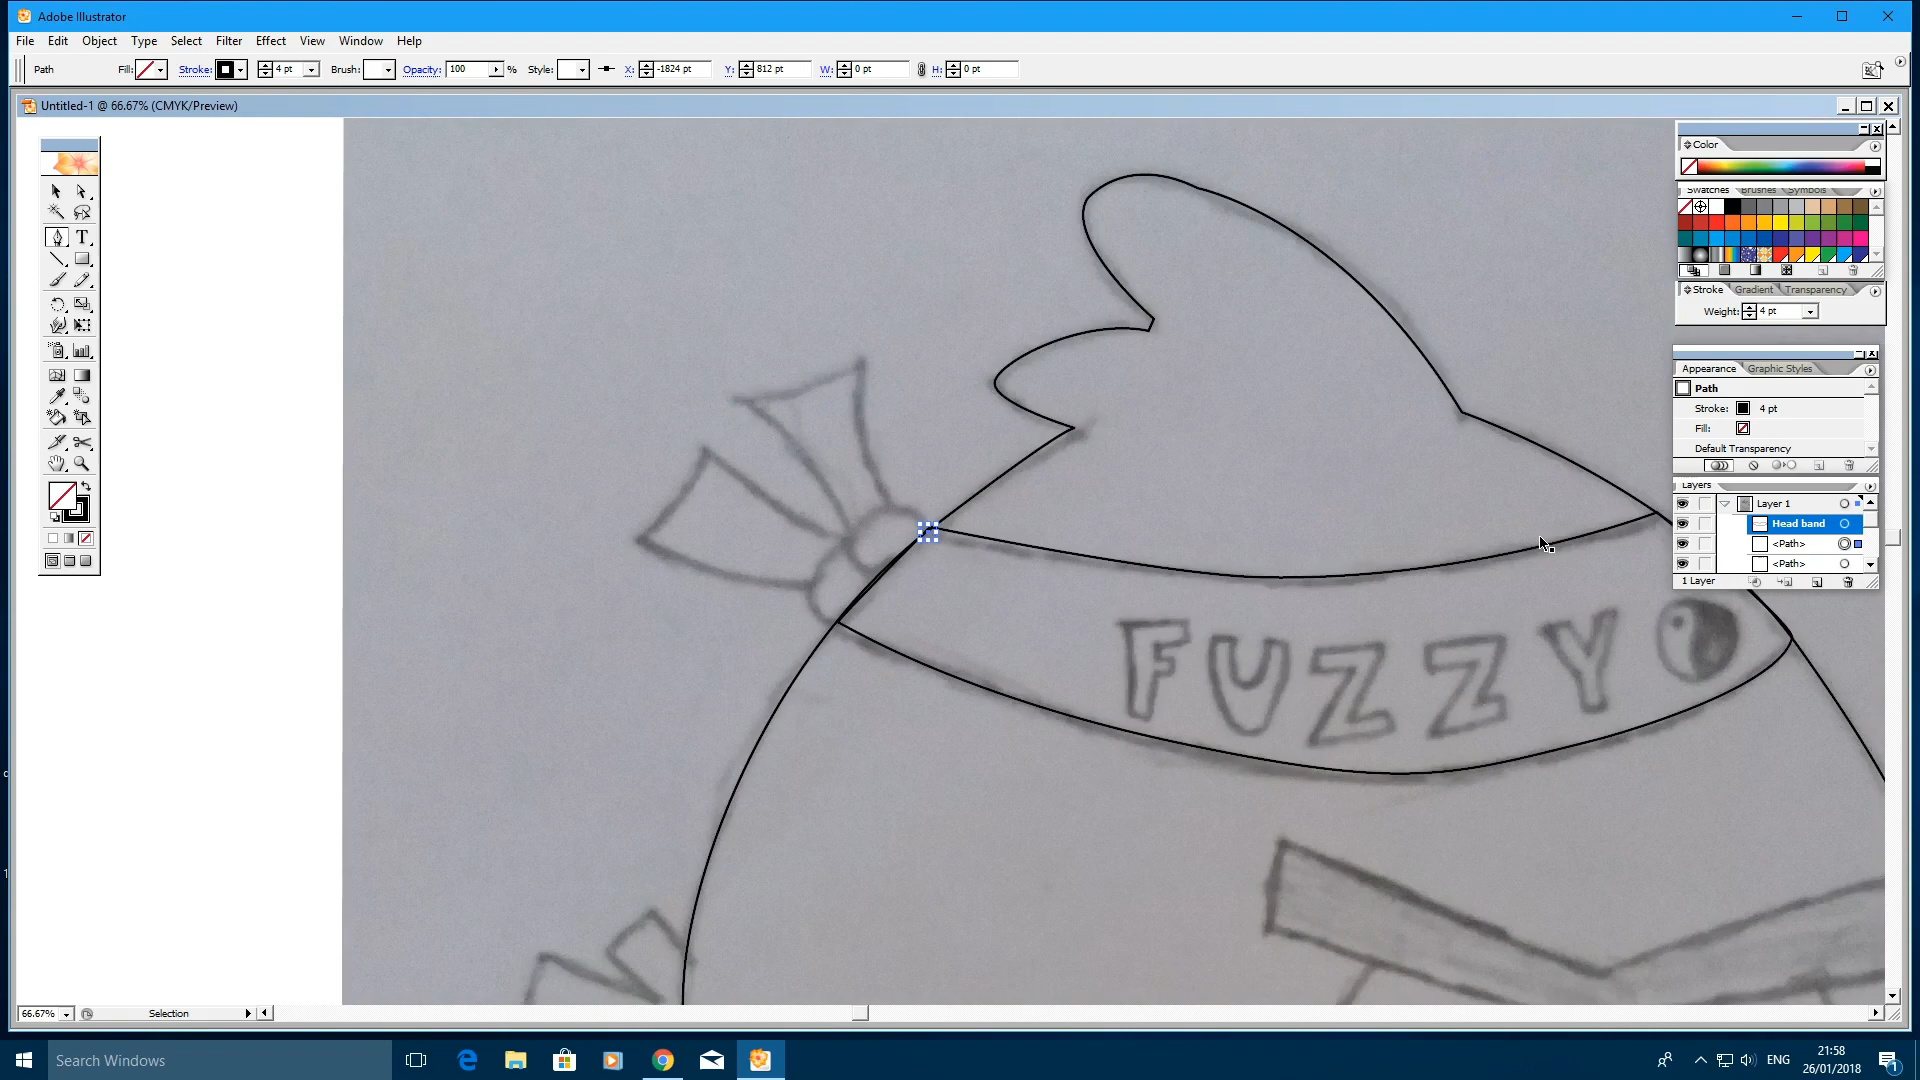 Adobe Illustrator
File Edit Object Type Select Filter Effect View Window Help
Path Fill: Stroke: 4 pt Brush: Opacity: 100 % Style: X: -1824 pt Y: 812 pt W: 0 pt H: 0 pt
Untitled-1 @ 66.67% (CMYK/Preview)
Color
Swatches Brushes Symbols
Stroke Gradient Transparency
Weight: 4 pt
Appearance Graphic Styles
Path
Stroke: 4 pt
Fill:
Default Transparency
Layers
Layer 1
Head band
<Path>
<Path>
1 Layer
FUZZY
66.67% Selection
Search Windows
ENG
21:58
26/01/2018
1